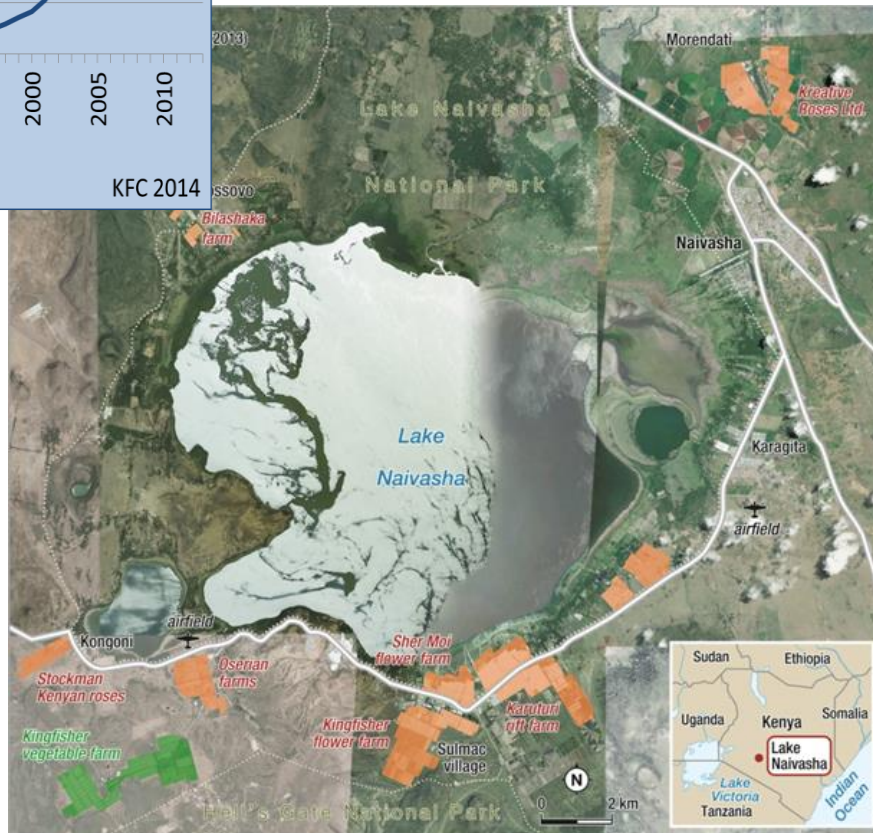 2000
2005
2010
KFC 2014
2013)
Morendati
Kreative
Roses Ltd.
Lake Naivasha
National Park
Bilashaka
farm
Naivasha
Lake
Naivasha
Karagita
airfield
Kongoni
airfield
Stockman
Kenyan roses
Oserian
farms
Sher Moi
flower farm
Karuturi
rift farm
Kingfisher
flower farm
Sulmac
village
Kingfisher
vegetable farm
Hell's Gate National Park
N
0
2 km
Sudan
Ethiopia
Uganda
Kenya
Somalia
Lake
Naivasha
Lake
Victoria
Tanzania
Indian
Ocean